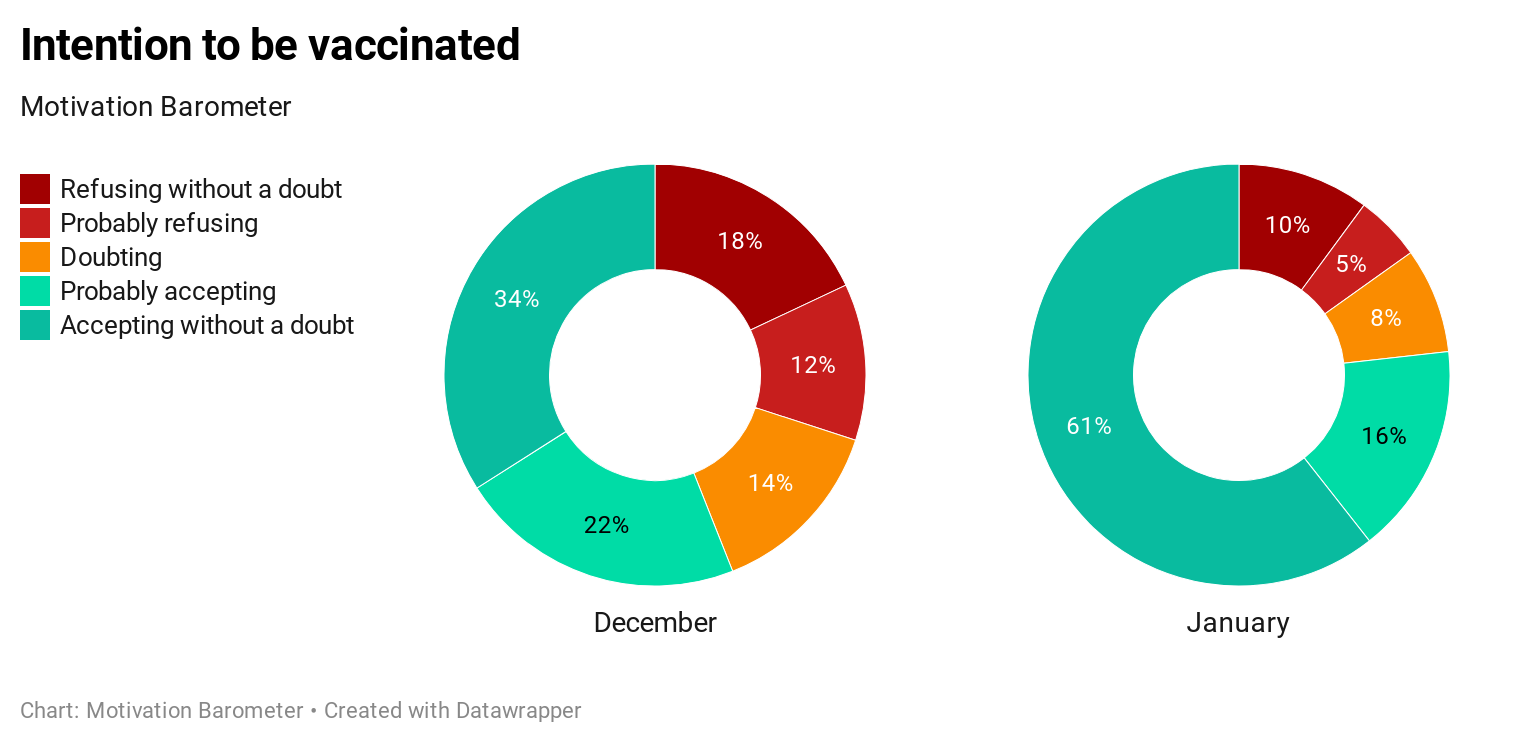 Intention to be vaccinated
Motivation Barometer
Refusing without a doubt
Probably refusing
Doubting
Probably accepting
Accepting without a doubt
18%
12%
14%
22%
34%
December
10%
5%
8%
16%
61%
January
Chart: Motivation Barometer • Created with Datawrapper